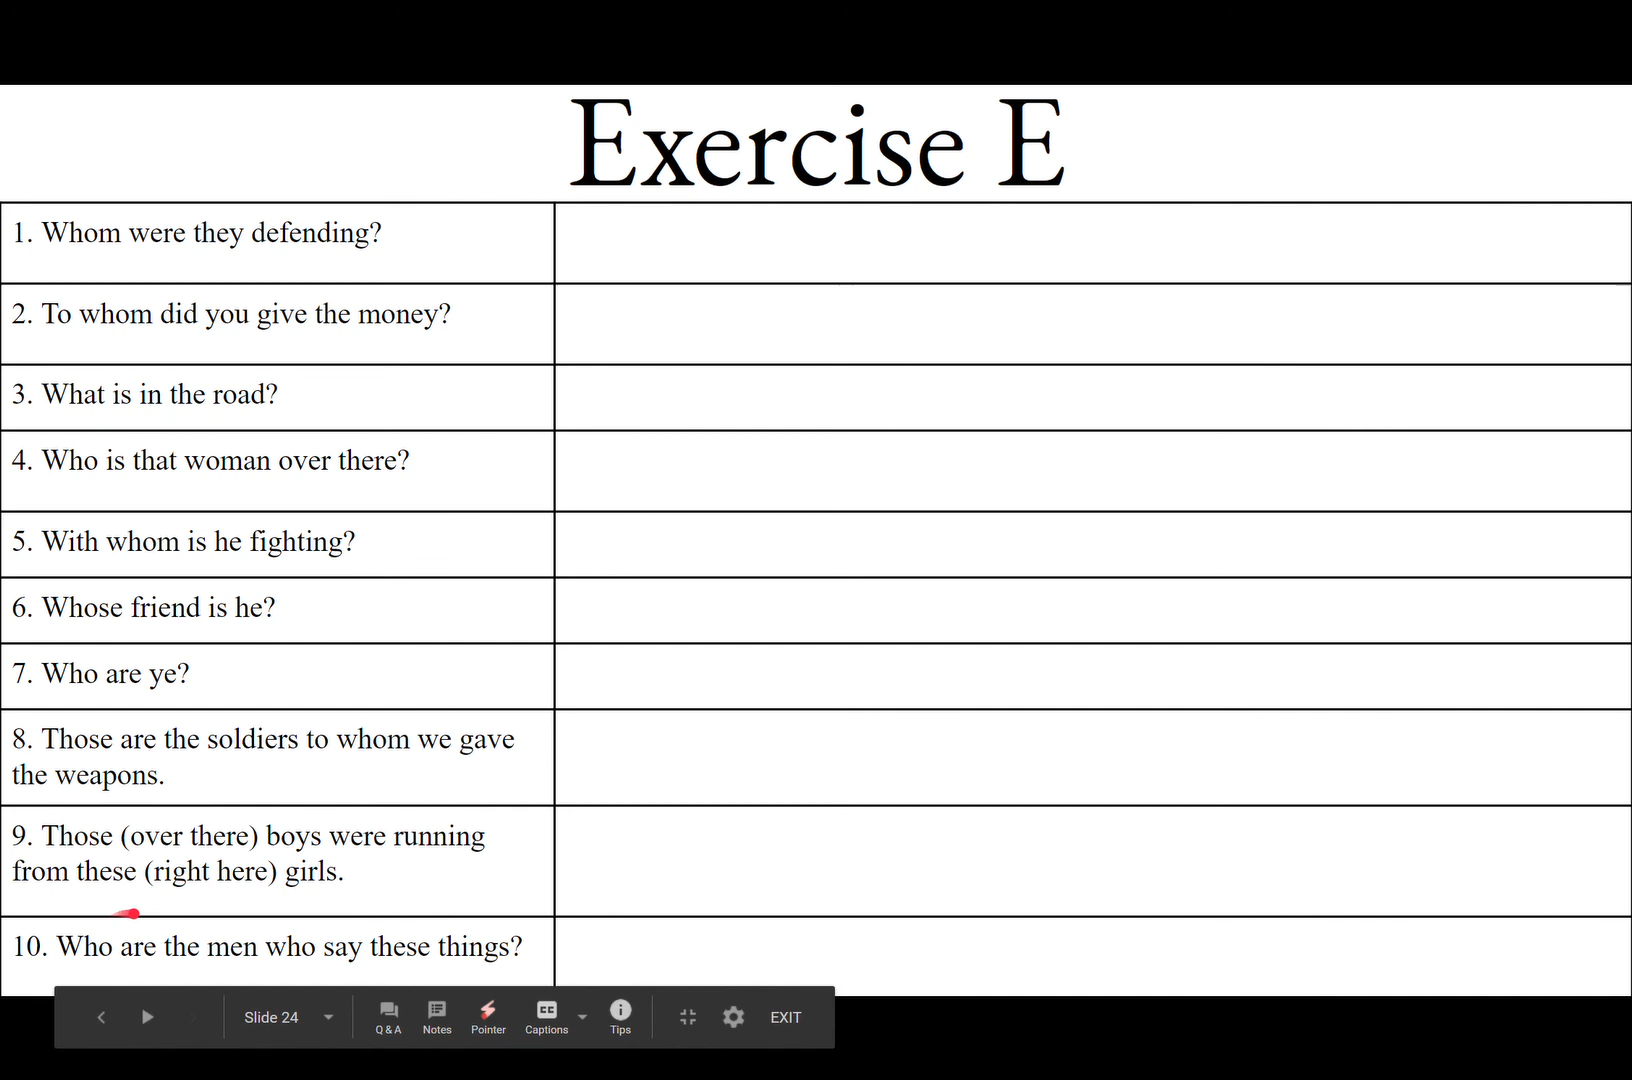 Exercise E
1. Whom were they defending?
2. To whom did you give the money?
3. What is in the road?
4. Who is that woman over there?
5. With whom is he fighting?
6. Whose friend is he?
7. Who are ye?
8. Those are the soldiers to whom we gave
the weapons.
9. Those (over there) boys were running
from these (right here) girls.
10. Who are the men who say these things?
Slide 24
Q & A
Notes
Pointer
CC
Captions
Tips
EXIT